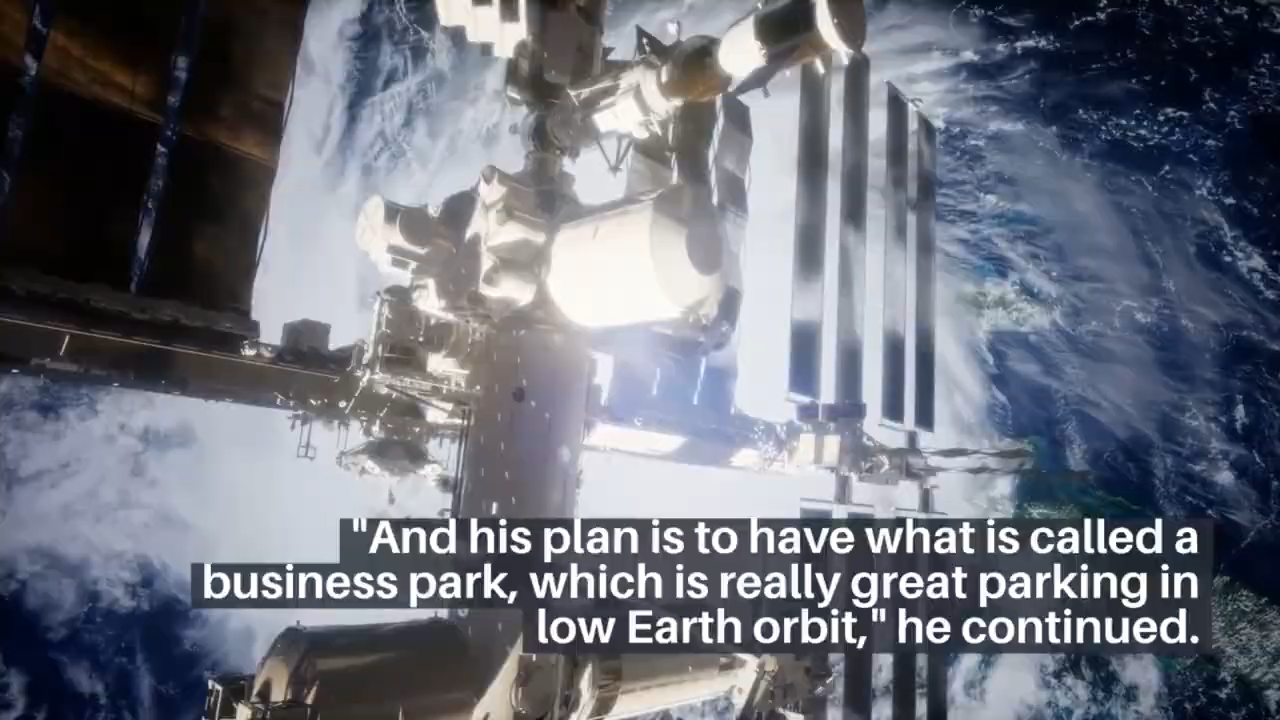 "And his plan is to have what is called a
business park, which is really great parking in
low Earth orbit," he continued.